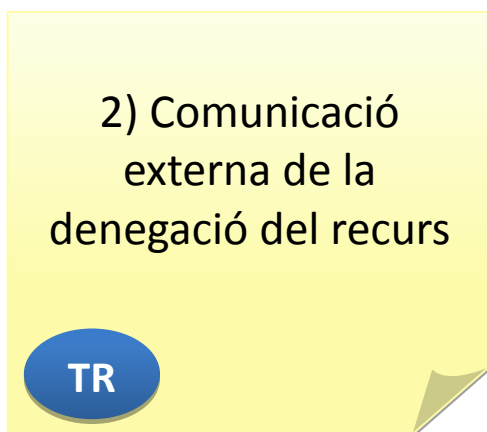 2) Comunicació
externa de la
denegació del recurs
TR